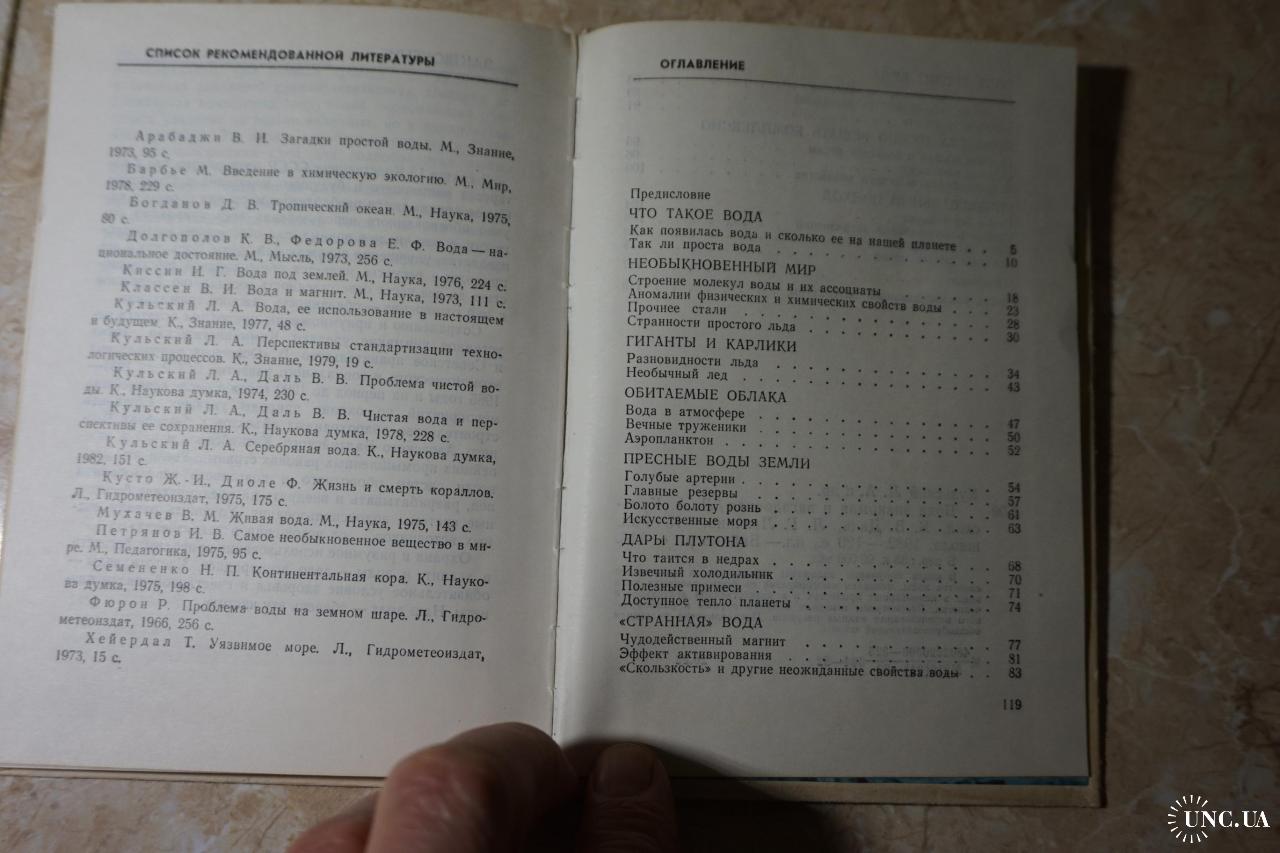 СПИСОК РЕКОМЕНДОВАННОЙ ЛИТЕРАТУРЫ
Арабаджи В. И. Загадки простой воды. М., Знание,
1973, 95 с.
Барбье М. Введение в химическую экологию. М., Мир,
1978, 229 с.
Богданов Д. В. Тропический океан. М., Наука, 1975,
80 с.
Долгополов К. В., Федорова Е. Ф. Вода — на-
циональное достояние. М., Мысль, 1973, 256 с.
Киссин И. Г. Вода под землей. М., Наука, 1976, 224 с.
Классен В. И. Вода и магнит. М., Наука, 1973, 111 с.
Кульский Л. А. Вода, ее использование в настоящем
и будущем. К., Знание, 1977, 48 с.
Кульский Л. А. Перспективы стандартизации техно-
логических процессов. К., Знание, 1979, 19 с.
Кульский Л. А., Даль В. В. Проблема чистой во-
ды. К., Наукова думка, 1974, 230 с.
Кульский Л. А., Даль В. В. Чистая вода и пер-
спективы ее сохранения. К., Наукова думка, 1978, 228 с.
Кульский Л. А. Серебряная вода. К., Наукова думка,
1982, 151 с.
Кусто Ж.-И., Диоле Ф. Жизнь и смерть кораллов.
Л., Гидрометеоиздат, 1975, 175 с.
Мухачев В. М. Живая вода. М., Наука, 1975, 143 с.
Петрянов И. В. Самое необыкновенное вещество в ми-
ре. М., Педагогика, 1975, 95 с.
Семененко Н. П. Континентальная кора. К., Науко-
ва думка, 1975, 198 с.
Фюрон Р. Проблема воды на земном шаре. Л., Гидро-
метеоиздат, 1966, 256 с.
Хейердал Т. Уязвимое море. Л., Гидрометеоиздат,
1973, 15 с.
ОГЛАВЛЕНИЕ
Предисловие
ЧТО ТАКОЕ ВОДА
Как появилась вода и сколько ее на нашей планете . . 5
Так ли проста вода . . . . . . . . . . . . 10
НЕОБЫКНОВЕННЫЙ МИР
Строение молекул воды и их ассоциаты . . . . . 18
Аномалии физических и химических свойств воды . . . 23
Прочнее стали . . . . . . . . . . . . . 28
Странности простого льда . . . . . . . . . . 30
ГИГАНТЫ И КАРЛИКИ
Разновидности льда . . . . . . . . . . . . 34
Необычный лед . . . . . . . . . . . . . 43
ОБИТАЕМЫЕ ОБЛАКА
Вода в атмосфере . . . . . . . . . . . . 47
Вечные труженики . . . . . . . . . . . . 50
Аэропланктон . . . . . . . . . . . . . 52
ПРЕСНЫЕ ВОДЫ ЗЕМЛИ
Голубые артерии . . . . . . . . . . . . . 54
Главные резервы . . . . . . . . . . . . . 57
Болото болоту рознь . . . . . . . . . . . 61
Искусственные моря . . . . . . . . . . . . 63
ДАРЫ ПЛУТОНА
Что таится в недрах . . . . . . . . . . . 68
Извечный холодильник . . . . . . . . . . . 70
Полезные примеси . . . . . . . . . . . . 71
Доступное тепло планеты . . . . . . . . . . 74
«СТРАННАЯ» ВОДА
Чудодейственный магнит . . . . . . . . . . 77
Эффект активирования . . . . . . . . . . . 81
«Скользкость» и другие неожиданные свойства воды . . 83
119
UNC.UA